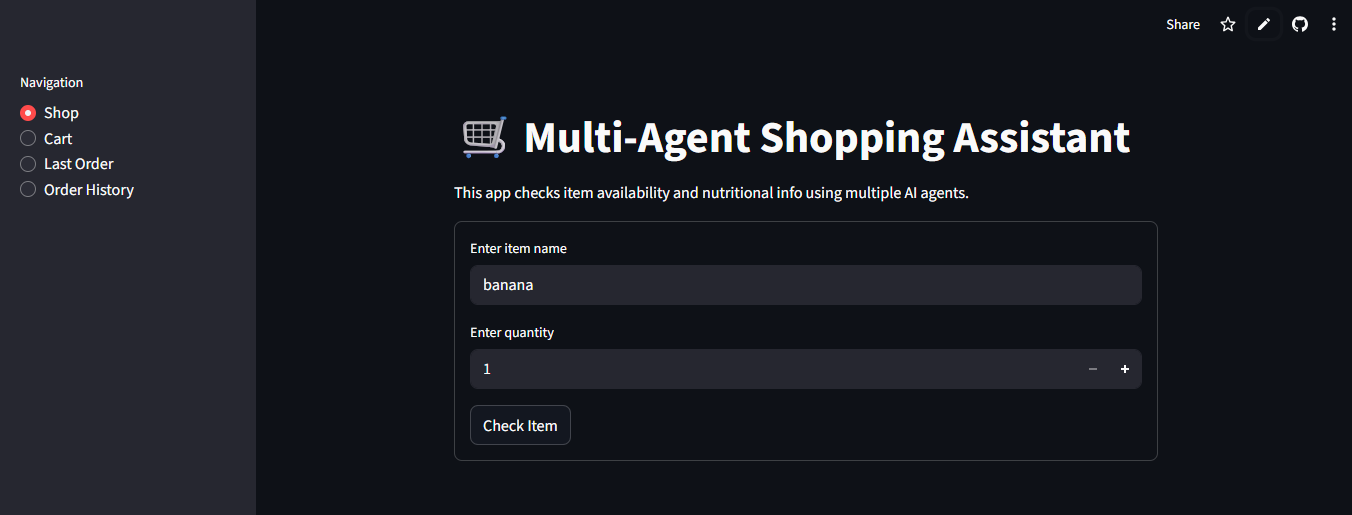 Share
Navigation
Shop
Cart
Last Order
Order History
Multi-Agent Shopping Assistant
This app checks item availability and nutritional info using multiple AI agents.
Enter item name
banana
Enter quantity
1
Check Item